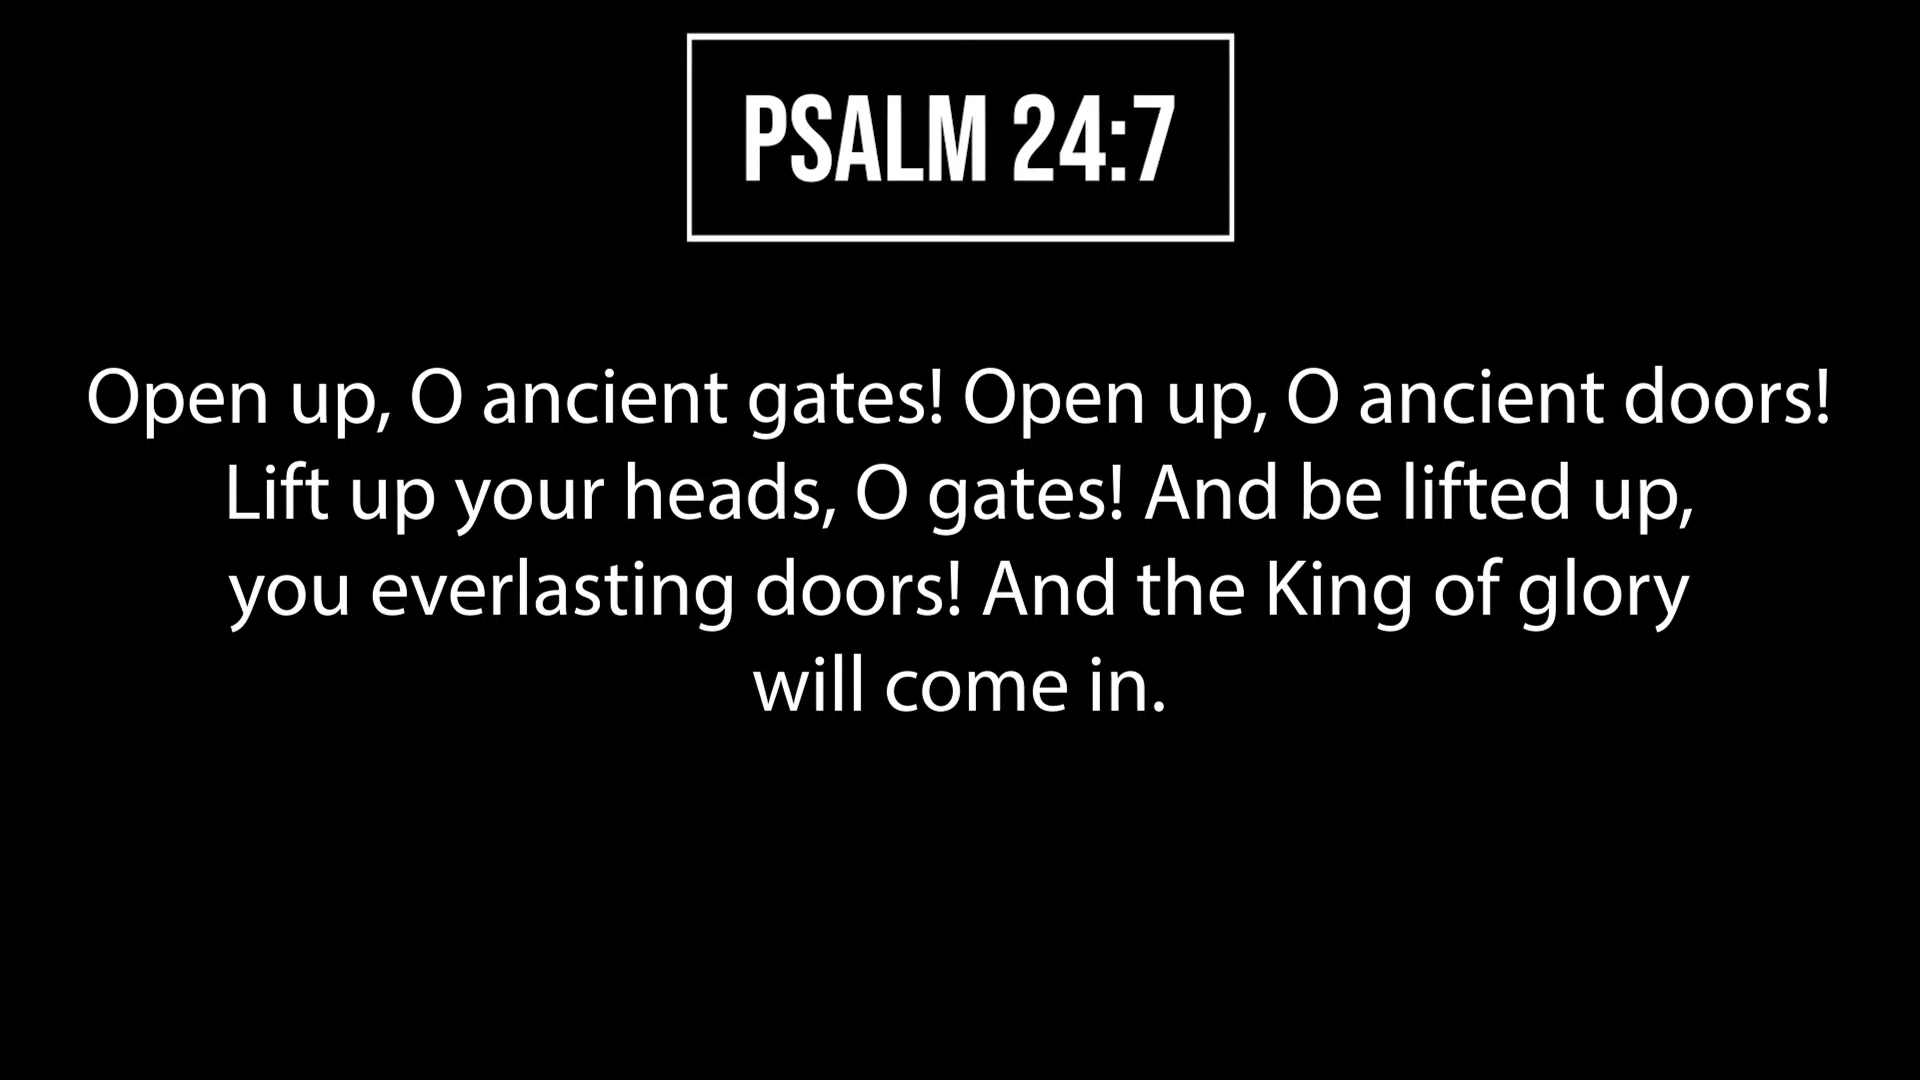 PSALM 24:7
Open up, O ancient gates! Open up, O ancient doors!
Lift up your heads, O gates! And be lifted up,
you everlasting doors! And the King of glory
will come in.